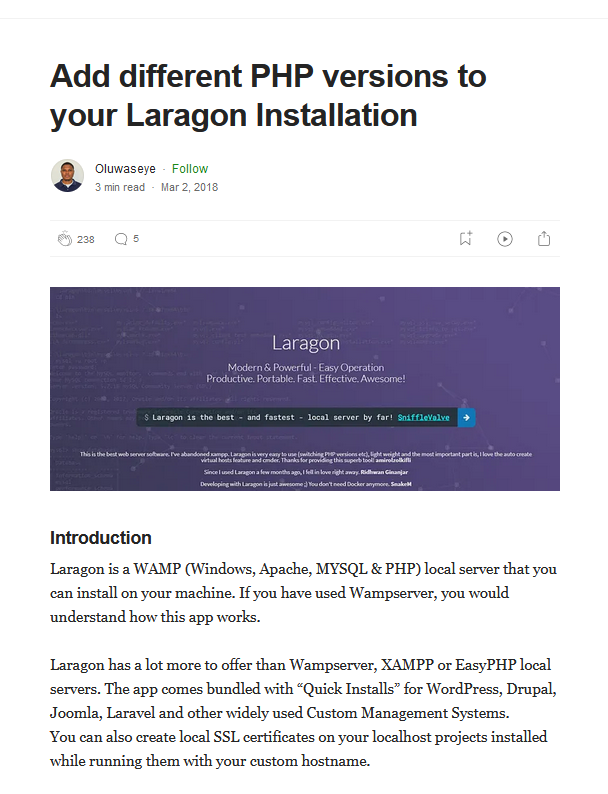 Add different PHP versions to
your Laragon Installation
Oluwaseye · Follow
3 min read · Mar 2, 2018
238 5
Laragon
Modern & Powerful - Easy Operation
Productive. Portable. Fast. Effective. Awesome!
$ Laragon is the best - and fastest - local server by far! SniffleValve
This is the best web server software. I've abandoned xampp. Laragon is very easy to use (switching PHP versions etc), light weight and the most important part is, I love the auto create
virtual hosts feature and cmder. Thanks for providing this superb tool! amirolzolkifli
Since I used Laragon a few months ago, I fell in love right away. Ridhwan Ginanjar
Developing with Laragon is just awesome ;) You don't need Docker anymore. SnakeM
Introduction
Laragon is a WAMP (Windows, Apache, MYSQL & PHP) local server that you
can install on your machine. If you have used Wampserver, you would
understand how this app works.
Laragon has a lot more to offer than Wampserver, XAMPP or EasyPHP local
servers. The app comes bundled with “Quick Installs” for WordPress, Drupal,
Joomla, Laravel and other widely used Custom Management Systems.
You can also create local SSL certificates on your localhost projects installed
while running them with your custom hostname.